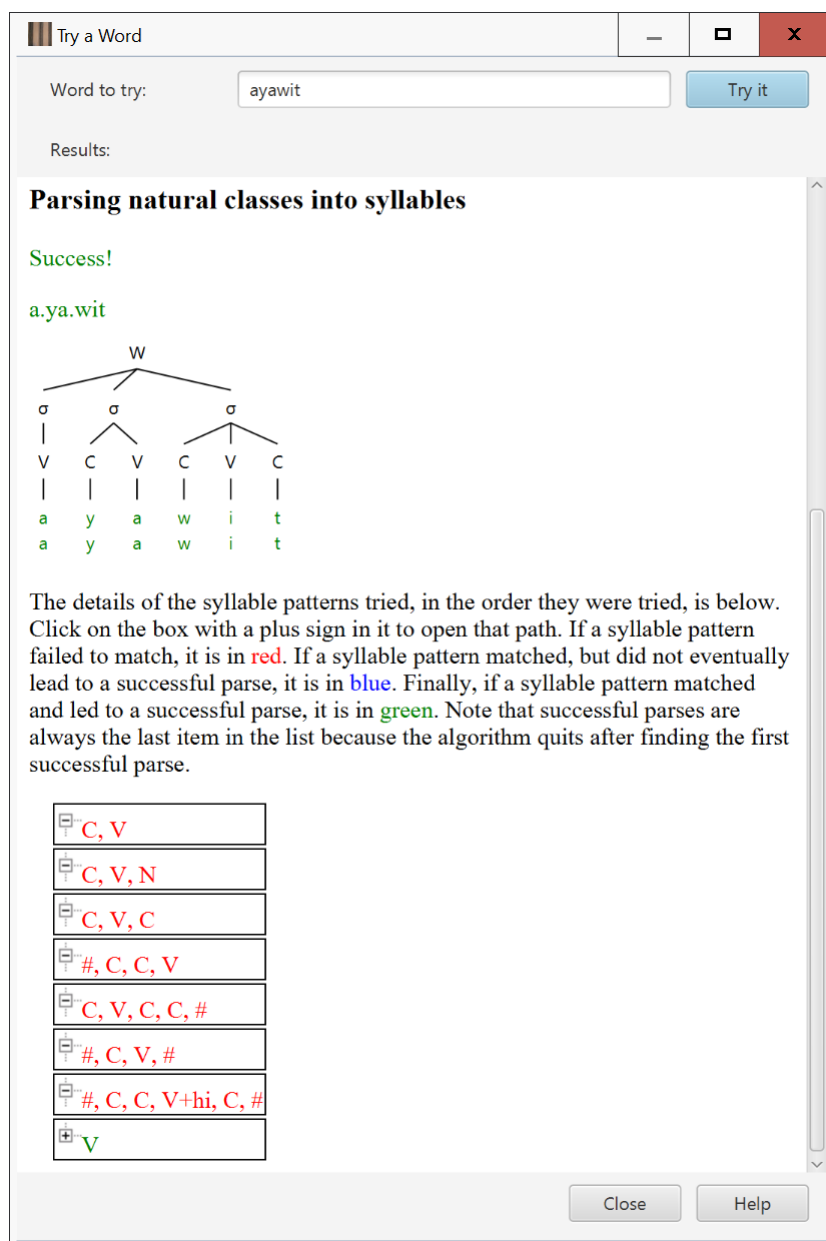 Try a Word
Word to try:
ayawit
Try it
Results:
Parsing natural classes into syllables
Success!
a.ya.wit
W
σ σ σ
V C V C V C
a y a w i t
a y a w i t
The details of the syllable patterns tried, in the order they were tried, is below.
Click on the box with a plus sign in it to open that path. If a syllable pattern
failed to match, it is in red. If a syllable pattern matched, but did not eventually
lead to a successful parse, it is in blue. Finally, if a syllable pattern matched
and led to a successful parse, it is in green. Note that successful parses are
always the last item in the list because the algorithm quits after finding the first
successful parse.
C, V
C, V, N
C, V, C
#, C, C, V
C, V, C, C, #
#, C, V, #
#, C, C, V+hi, C, #
V
Close
Help